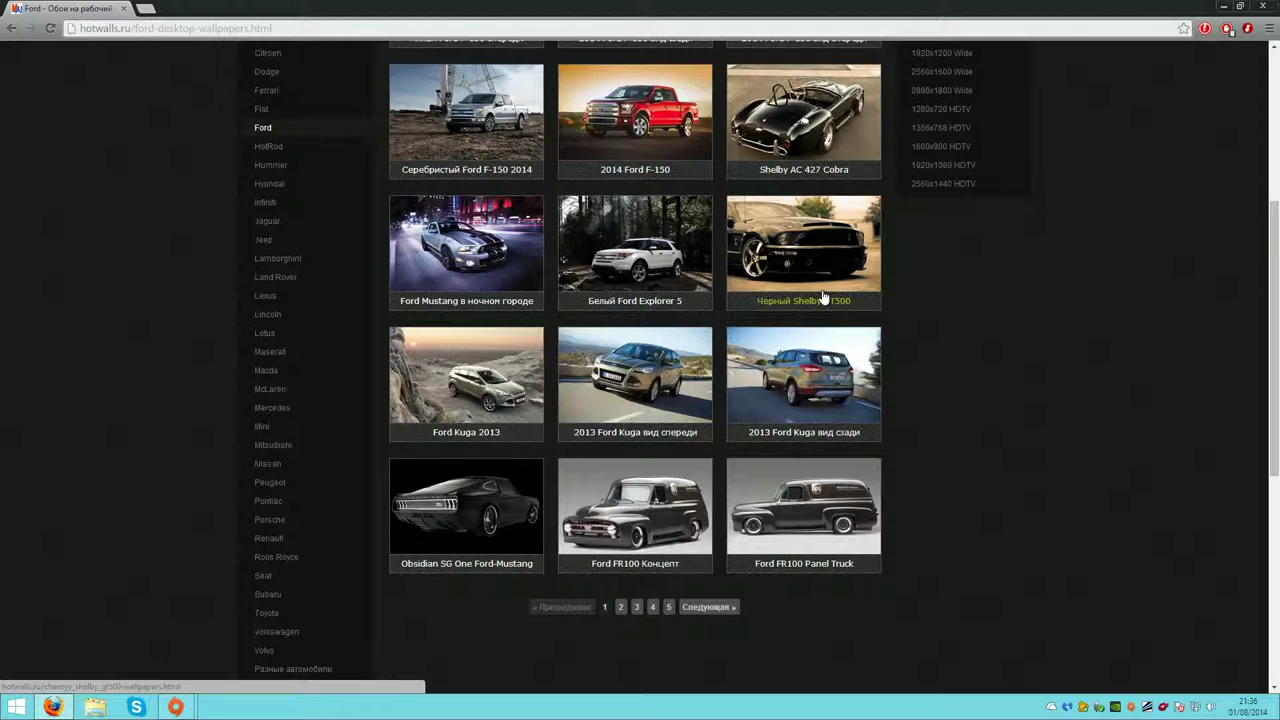 Ford - Обои на рабочий
hotwalls.ru/ford-desktop-wallpapers.html
Citroen
Dodge
Ferrari
Fiat
Ford
HotRod
Hummer
Hyundai
Infiniti
Jaguar
Jeep
Lamborghini
Land Rover
Lexus
Lincoln
Lotus
Maserati
Mazda
McLaren
Mercedes
Mini
Mitsubishi
Nissan
Peugeot
Pontiac
Porsche
Renault
Rolls Royce
Seat
Subaru
Toyota
Volkswagen
Volvo
Разные автомобили
Серебристый Ford F-150 2014
2014 Ford F-150
Shelby AC 427 Cobra
Ford Mustang в ночном городе
Белый Ford Explorer 5
Черный Shelby GT500
Ford Kuga 2013
2013 Ford Kuga вид спереди
2013 Ford Kuga вид сзади
Obsidian SG One Ford-Mustang
Ford FR100 Концепт
Ford FR100 Panel Truck
« Предыдущая 1 2 3 4 5 Следующая »
1920x1200 Wide
2560x1600 Wide
2880x1800 Wide
1280x720 HDTV
1366x768 HDTV
1600x900 HDTV
1920x1080 HDTV
2560x1440 HDTV
hotwalls.ru/chernyy_shelby_gt500-wallpapers.html
21:36
01/08/2014